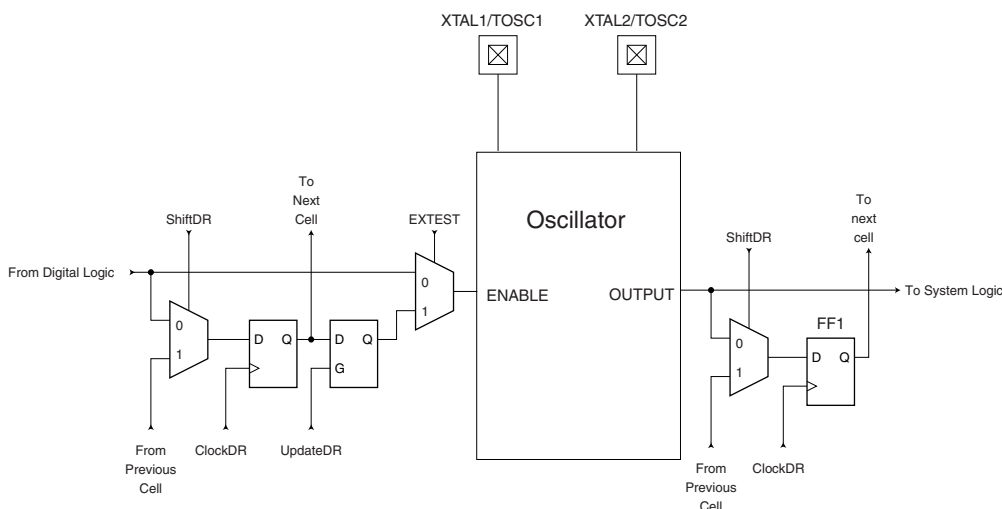 XTAL1/TOSC1
XTAL2/TOSC2
To
Next
Cell
ShiftDR
EXTEST
From Digital Logic
0
1
D Q
D Q
G
0
1
From
Previous
Cell
ClockDR
UpdateDR
Oscillator
ENABLE
OUTPUT
To
next
cell
ShiftDR
To System Logic
FF1
0
1
D Q
From
Previous
Cell
ClockDR